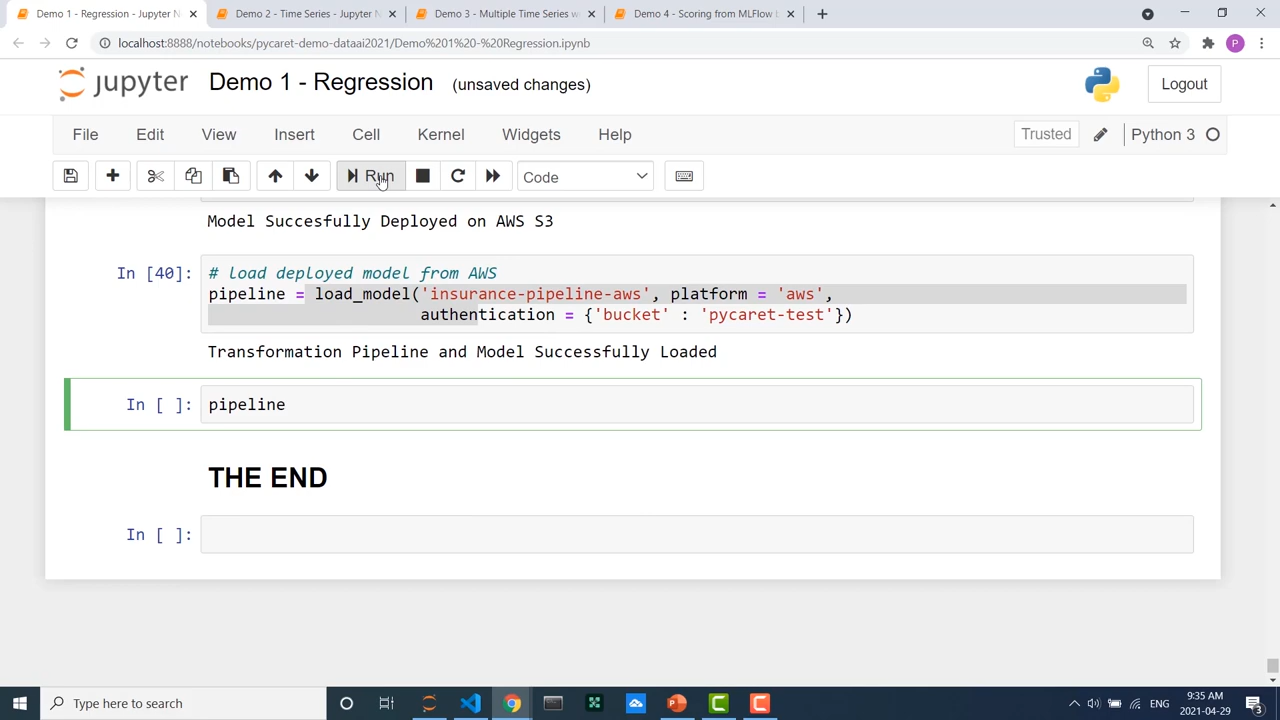 Demo 1 - Regression - Jupyter N
Demo 2 - Time Series - Jupyter N
Demo 3 - Multiple Time Series w
Demo 4 - Scoring from MLFlow L
localhost:8888/notebooks/pycaret-demo-dataai2021/Demo%201%20-%20Regression.ipynb
P
jupyter Demo 1 - Regression (unsaved changes) Logout
File Edit View Insert Cell Kernel Widgets Help Trusted Python 3
Run Code
Model Succesfully Deployed on AWS S3
In [40]: # load deployed model from AWS
pipeline = load_model('insurance-pipeline-aws', platform = 'aws',
authentication = {'bucket' : 'pycaret-test'})
Transformation Pipeline and Model Successfully Loaded
In [ ]: pipeline
THE END
In [ ]:
Type here to search
ENG
9:35 AM
2021-04-29
3